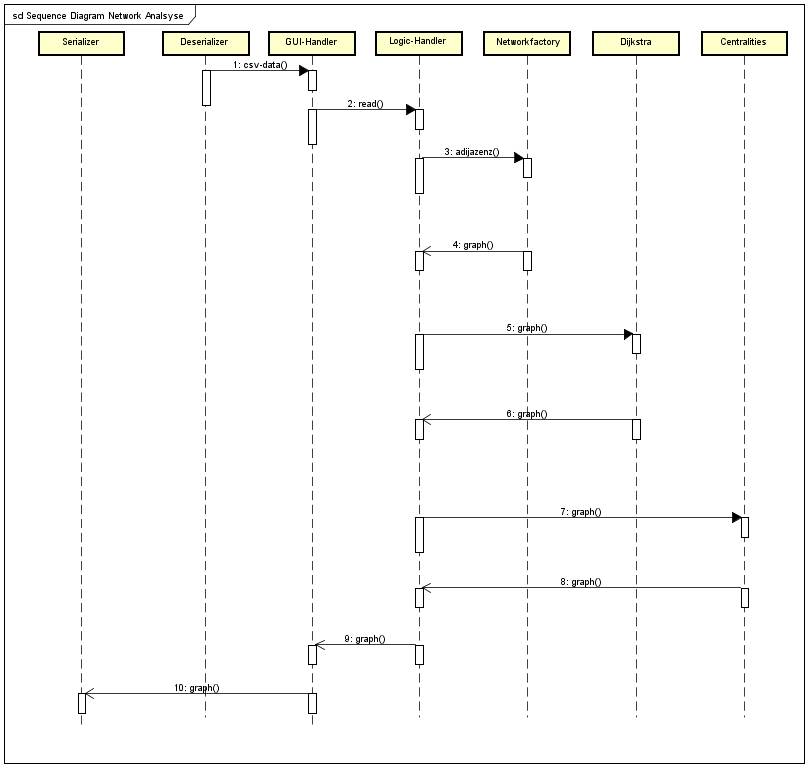 sd Sequence Diagram Network Analsyse
Serializer
Deserializer
GUI-Handler
Logic-Handler
Networkfactory
Dijkstra
Centralities
1: csv-data()
2: read()
3: adijazenz()
4: graph()
5: graph()
6: graph()
7: graph()
8: graph()
9: graph()
10: graph()